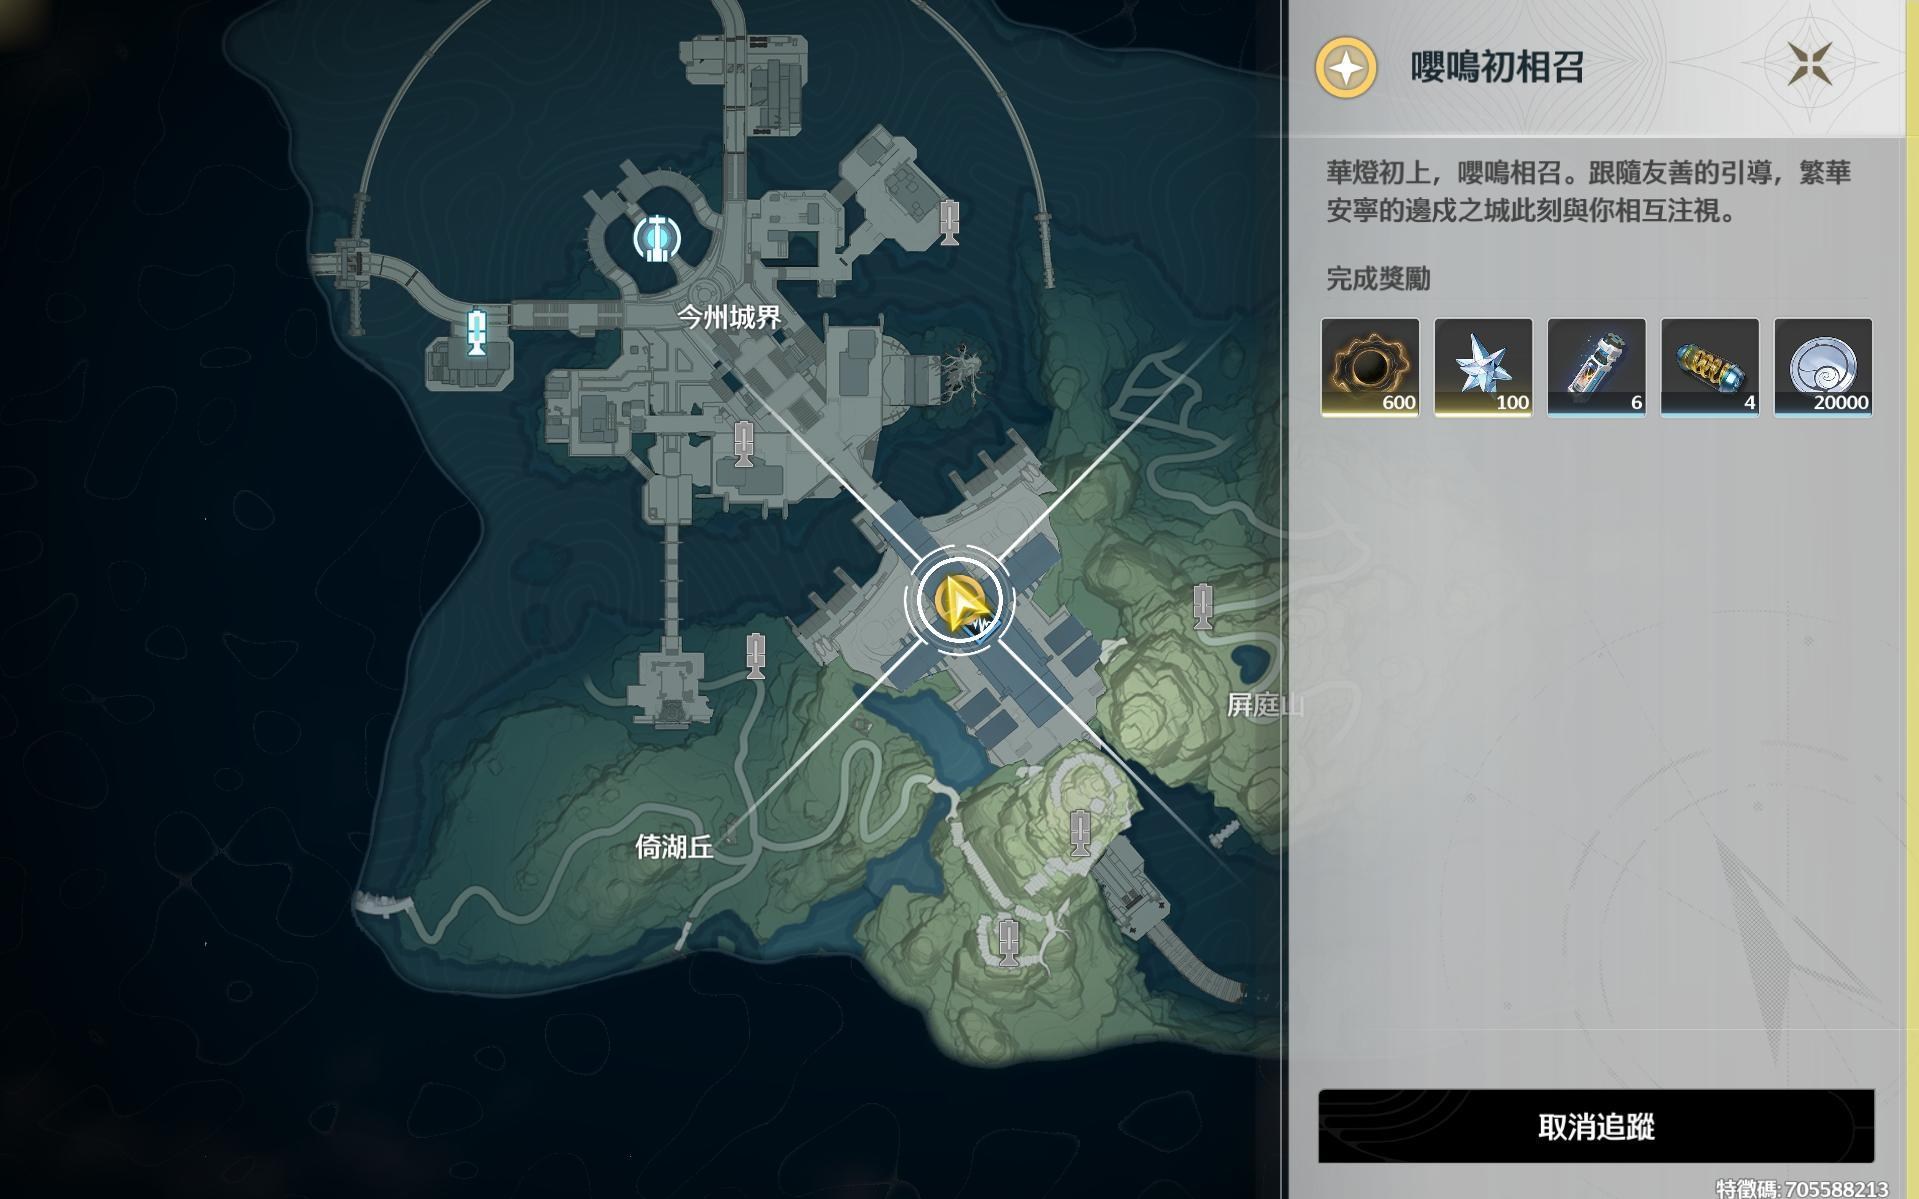 嚶鳴初相召
華燈初上，嚶鳴相召。跟隨友善的引導，繁華
安寧的邊戍之城此刻與你相互注視。
完成獎勵
600
100
6
4
20000
今州城界
屏庭山
倚湖丘
取消追蹤
特徵碼: 705588213